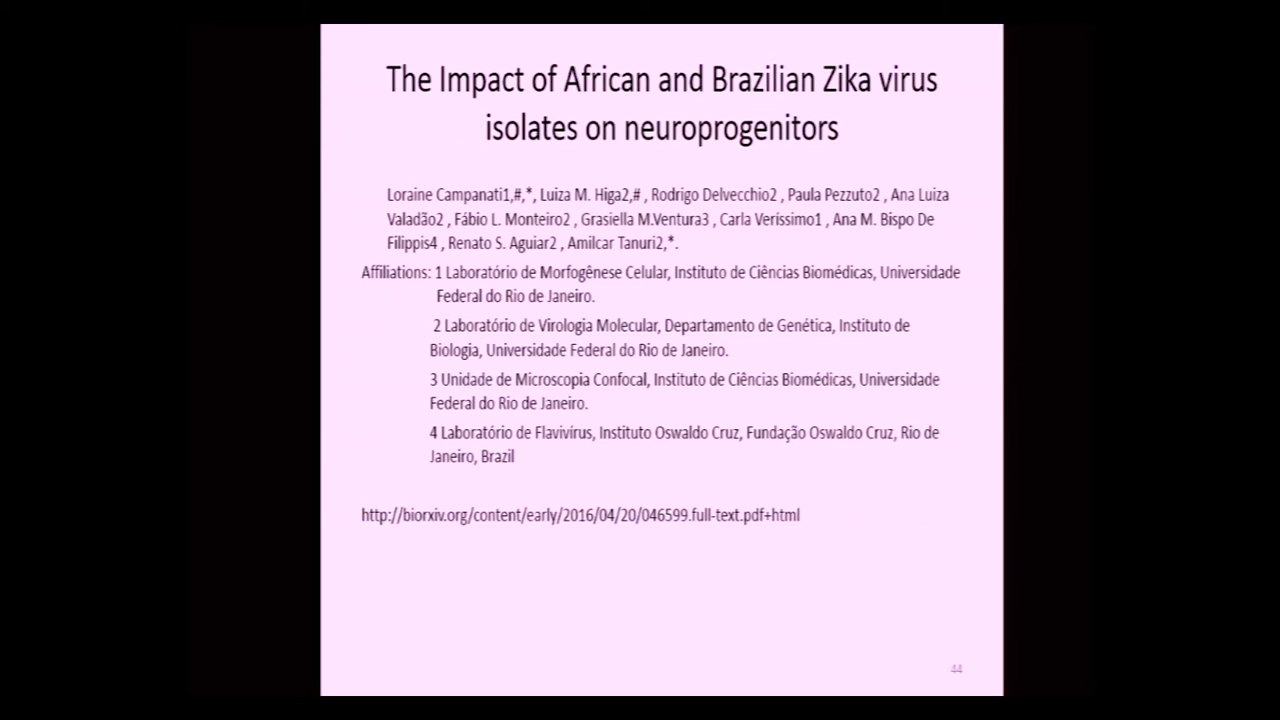 The Impact of African and Brazilian Zika virus
isolates on neuroprogenitors
Loraine Campanati1,#,*, Luiza M. Higa2,# , Rodrigo Delvecchio2 , Paula Pezzuto2 , Ana Luiza
Valadão2 , Fábio L. Monteiro2 , Grasiella M.Ventura3 , Carla Veríssimo1 , Ana M. Bispo De
Filippis4 , Renato S. Aguiar2 , Amilcar Tanuri2,*.
Affiliations: 1 Laboratório de Morfogênese Celular, Instituto de Ciências Biomédicas, Universidade
Federal do Rio de Janeiro.
2 Laboratório de Virologia Molecular, Departamento de Genética, Instituto de
Biologia, Universidade Federal do Rio de Janeiro.
3 Unidade de Microscopia Confocal, Instituto de Ciências Biomédicas, Universidade
Federal do Rio de Janeiro.
4 Laboratório de Flavivírus, Instituto Oswaldo Cruz, Fundação Oswaldo Cruz, Rio de
Janeiro, Brazil
http://biorxiv.org/content/early/2016/04/20/046599.full-text.pdf+html
44